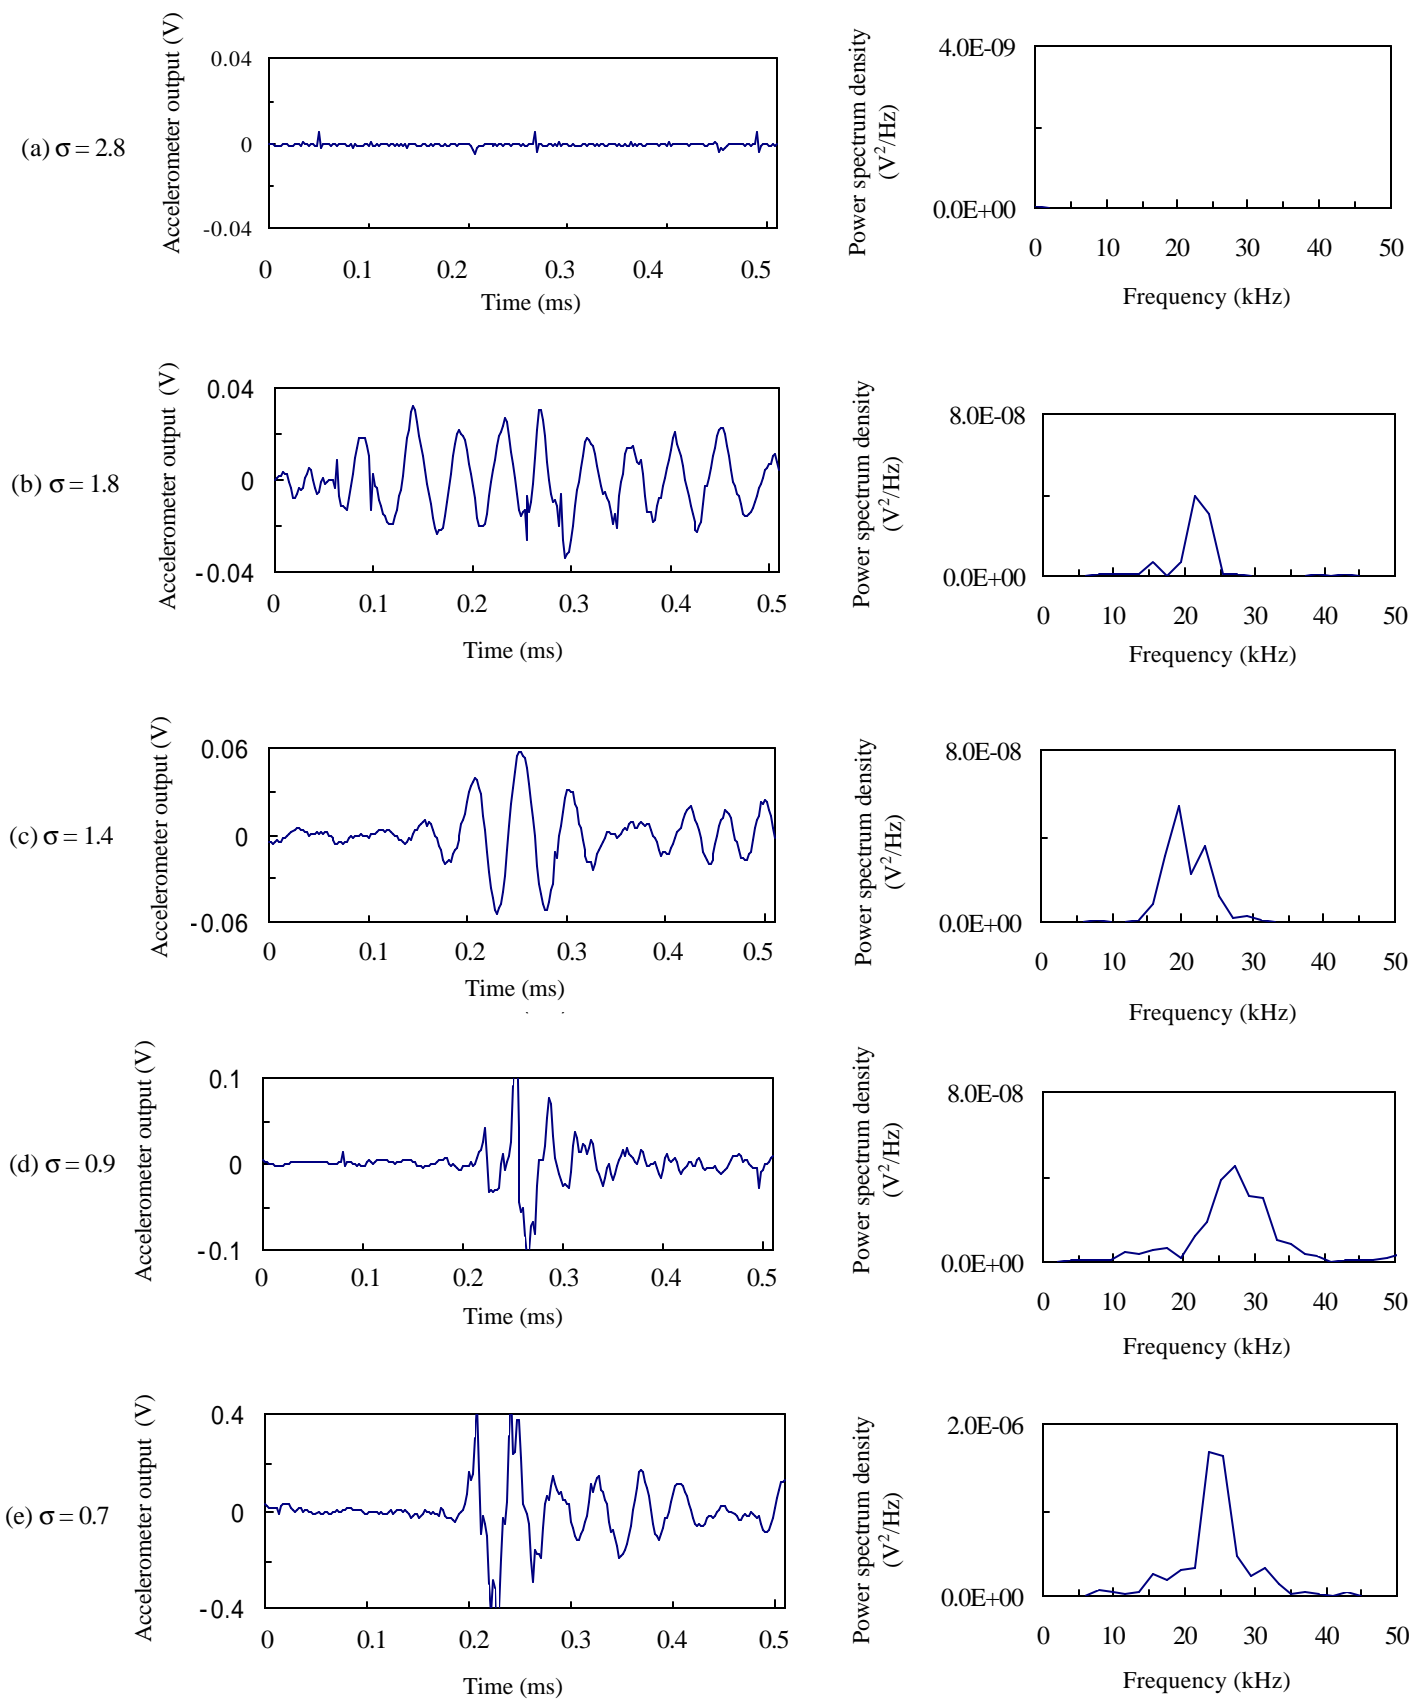 (a) σ = 2.8
Accelerometer output (V)
0.04
0
-0.04
0 0.1 0.2 0.3 0.4 0.5
Time (ms)
Power spectrum density
(V²/Hz)
4.0E-09
0.0E+00
0 10 20 30 40 50
Frequency (kHz)
(b) σ = 1.8
Accelerometer output (V)
0.04
0
-0.04
0 0.1 0.2 0.3 0.4 0.5
Time (ms)
Power spectrum density
(V²/Hz)
8.0E-08
0.0E+00
0 10 20 30 40 50
Frequency (kHz)
(c) σ = 1.4
Accelerometer output (V)
0.06
0
-0.06
0 0.1 0.2 0.3 0.4 0.5
Time (ms)
Power spectrum density
(V²/Hz)
8.0E-08
0.0E+00
0 10 20 30 40 50
Frequency (kHz)
(d) σ = 0.9
Accelerometer output (V)
0.1
0
-0.1
0 0.1 0.2 0.3 0.4 0.5
Time (ms)
Power spectrum density
(V²/Hz)
8.0E-08
0.0E+00
0 10 20 30 40 50
Frequency (kHz)
(e) σ = 0.7
Accelerometer output (V)
0.4
0
-0.4
0 0.1 0.2 0.3 0.4 0.5
Time (ms)
Power spectrum density
(V²/Hz)
2.0E-06
0.0E+00
0 10 20 30 40 50
Frequency (kHz)